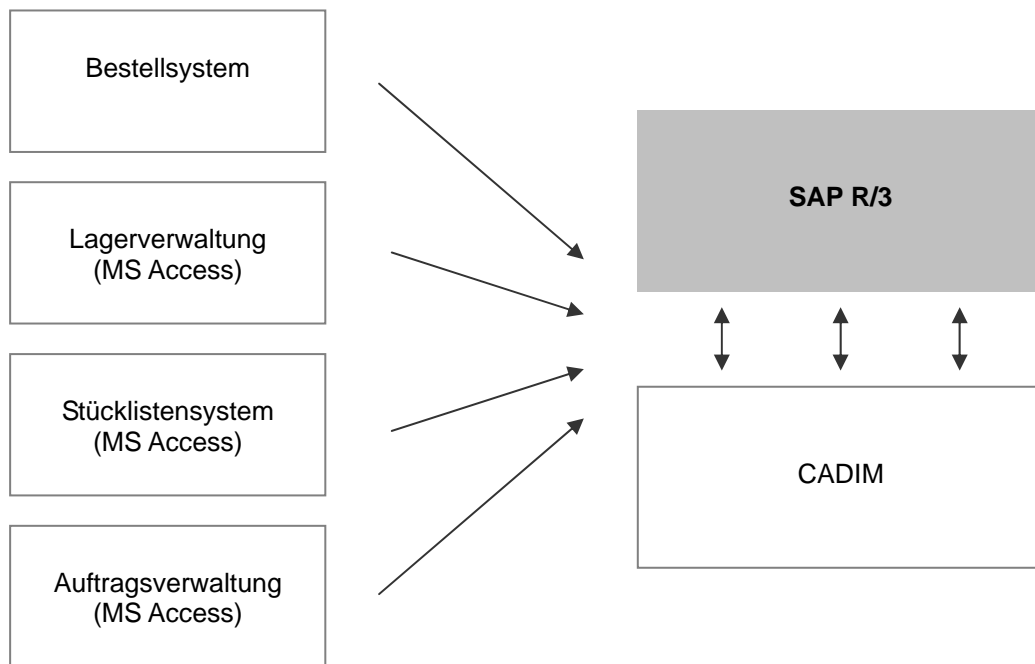 Bestellsystem
Lagerverwaltung
(MS Access)
Stücklistensystem
(MS Access)
Auftragsverwaltung
(MS Access)
SAP R/3
CADIM